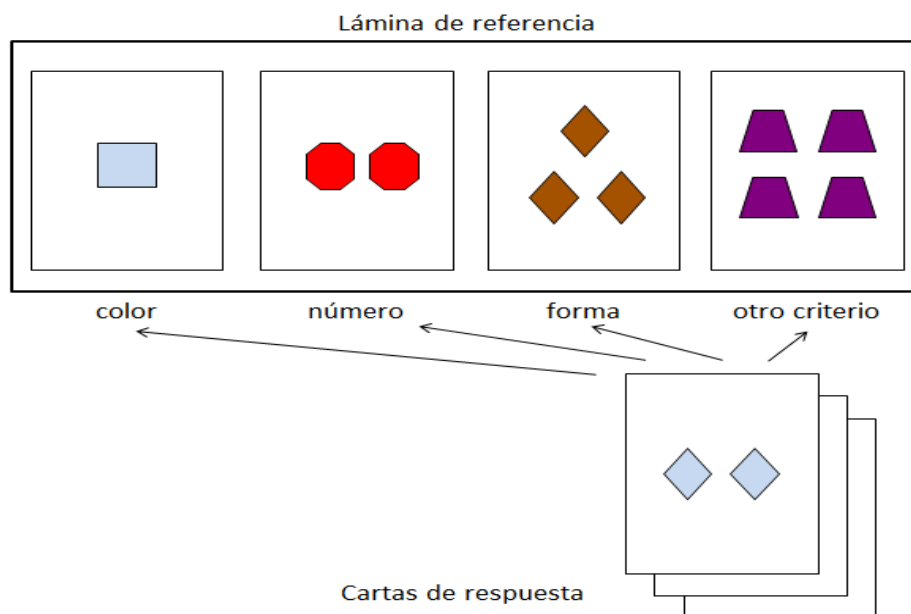 Lámina de referencia
color número forma otro criterio
Cartas de respuesta